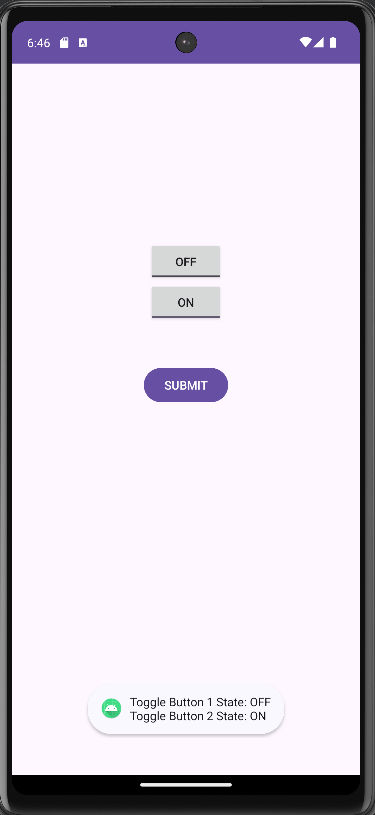 6:46
A
OFF
ON
SUBMIT
Toggle Button 1 State: OFF
Toggle Button 2 State: ON